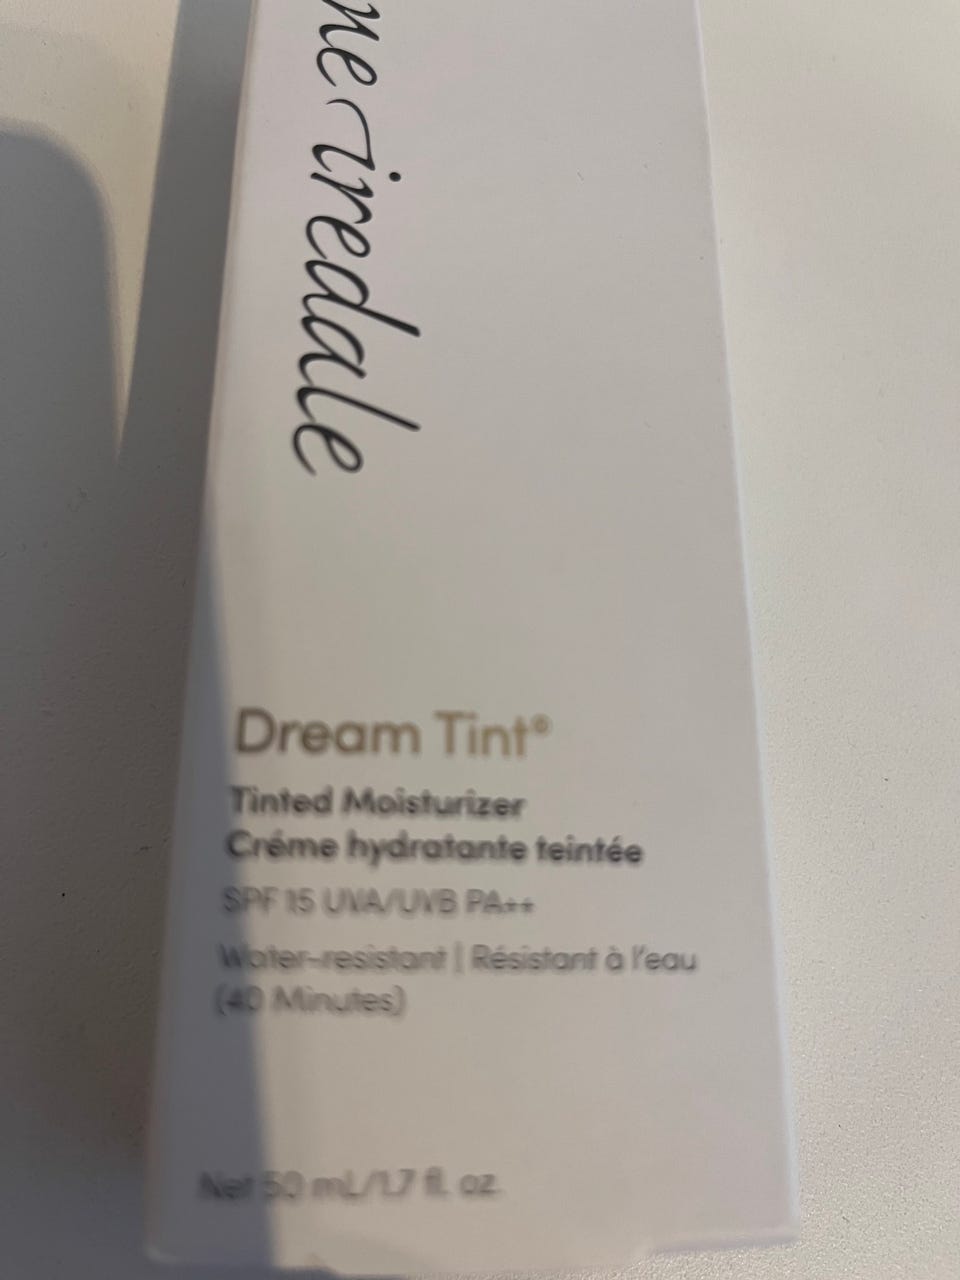 ne iredale
Dream Tint®
Tinted Moisturizer
Créme hydratante teintée
SPF 15 UVA/UVB PA++
Water-resistant | Résistant à l'eau
(40 Minutes)
Net 50 mL/1.7 fl. oz.